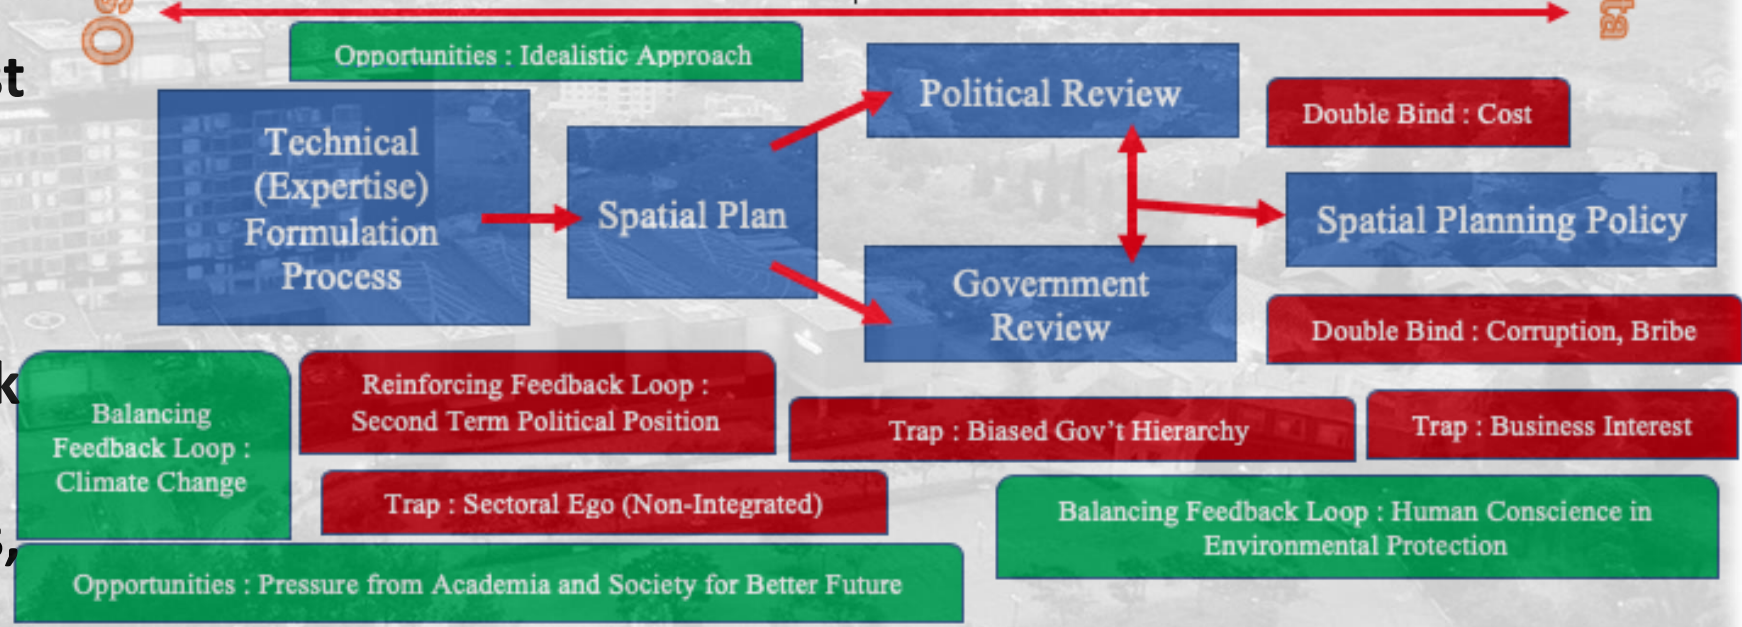 Opportunities : Idealistic Approach
Technical
(Expertise)
Formulation
Process
Spatial Plan
Political Review
Government
Review
Spatial Planning Policy
Double Bind : Cost
Double Bind : Corruption, Bribe
Balancing
Feedback Loop :
Climate Change
Reinforcing Feedback Loop :
Second Term Political Position
Trap : Sectoral Ego (Non-Integrated)
Trap : Biased Gov't Hierarchy
Trap : Business Interest
Balancing Feedback Loop : Human Conscience in
Environmental Protection
Opportunities : Pressure from Academia and Society for Better Future